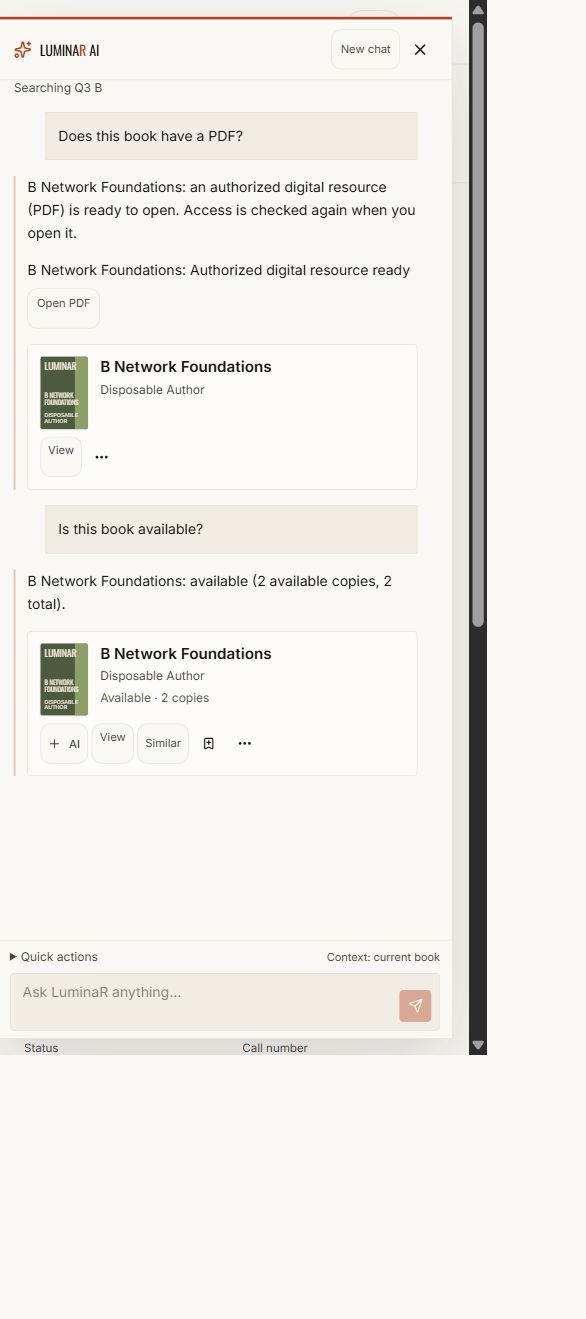 LUMINAR AI
New chat
Searching Q3 B
Does this book have a PDF?
B Network Foundations: an authorized digital resource
(PDF) is ready to open. Access is checked again when you
open it.
B Network Foundations: Authorized digital resource ready
Open PDF
LUMINAR
B NETWORK
FOUNDATIONS
DISPOSABLE
AUTHOR
B Network Foundations
Disposable Author
View
Is this book available?
B Network Foundations: available (2 available copies, 2
total).
LUMINAR
B NETWORK
FOUNDATIONS
DISPOSABLE
AUTHOR
B Network Foundations
Disposable Author
Available · 2 copies
+ AI
View
Similar
Quick actions
Context: current book
Ask LuminaR anything...
Status
Call number